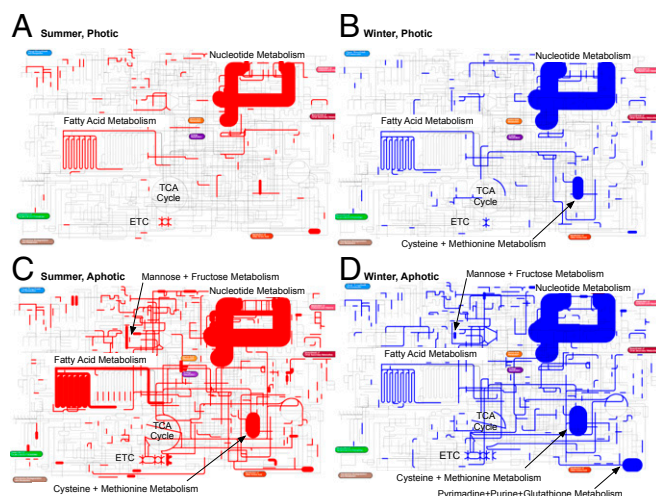 A Summer, Photic
Nucleotide Metabolism
Fatty Acid Metabolism
TCA
Cycle
ETC
B Winter, Photic
Nucleotide Metabolism
Fatty Acid Metabolism
TCA
Cycle
ETC
Cysteine + Methionine Metabolism
C Summer, Aphotic
Mannose + Fructose Metabolism
Nucleotide Metabolism
Fatty Acid Metabolism
TCA
Cycle
ETC
Cysteine + Methionine Metabolism
D Winter, Aphotic
Mannose + Fructose Metabolism
Nucleotide Metabolism
Fatty Acid Metabolism
TCA
Cycle
ETC
Cysteine + Methionine Metabolism
Pyrimadine+Purine+Glutathione Metabolism